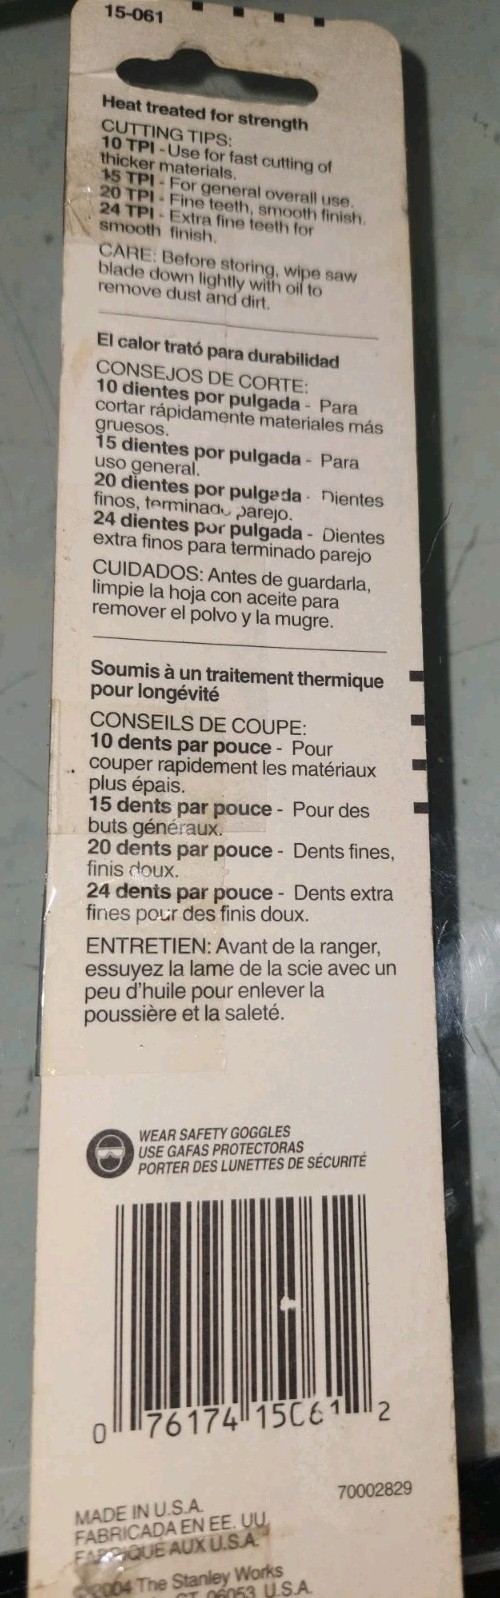 15-061
Heat treated for strength
CUTTING TIPS:
10 TPI - Use for fast cutting of
thicker materials.
15 TPI - For general overall use.
20 TPI - Fine teeth, smooth finish.
24 TPI - Extra fine teeth for
smooth finish.
CARE: Before storing, wipe saw
blade down lightly with oil to
remove dust and dirt.
El calor trató para durabilidad
CONSEJOS DE CORTE:
10 dientes por pulgada - Para
cortar rápidamente materiales más
gruesos.
15 dientes por pulgada - Para
uso general.
20 dientes por pulgada - Dientes
finos, terminado parejo.
24 dientes por pulgada - Dientes
extra finos para terminado parejo
CUIDADOS: Antes de guardarla,
limpie la hoja con aceite para
remover el polvo y la mugre.
Soumis à un traitement thermique
pour longévité
CONSEILS DE COUPE:
10 dents par pouce - Pour
couper rapidement les matériaux
plus épais.
15 dents par pouce - Pour des
buts généraux.
20 dents par pouce - Dents fines,
finis doux.
24 dents par pouce - Dents extra
fines pour des finis doux.
ENTRETIEN: Avant de la ranger,
essuyez la lame de la scie avec un
peu d'huile pour enlever la
poussière et la saleté.
WEAR SAFETY GOGGLES
USE GAFAS PROTECTORAS
PORTER DES LUNETTES DE SÉCURITÉ
0 76174 15061 2
70002829
MADE IN U.S.A.
FABRICADA EN EE. UU.
FABRIQUE AUX U.S.A.
©2004 The Stanley Works
CT 06053 U.S.A.